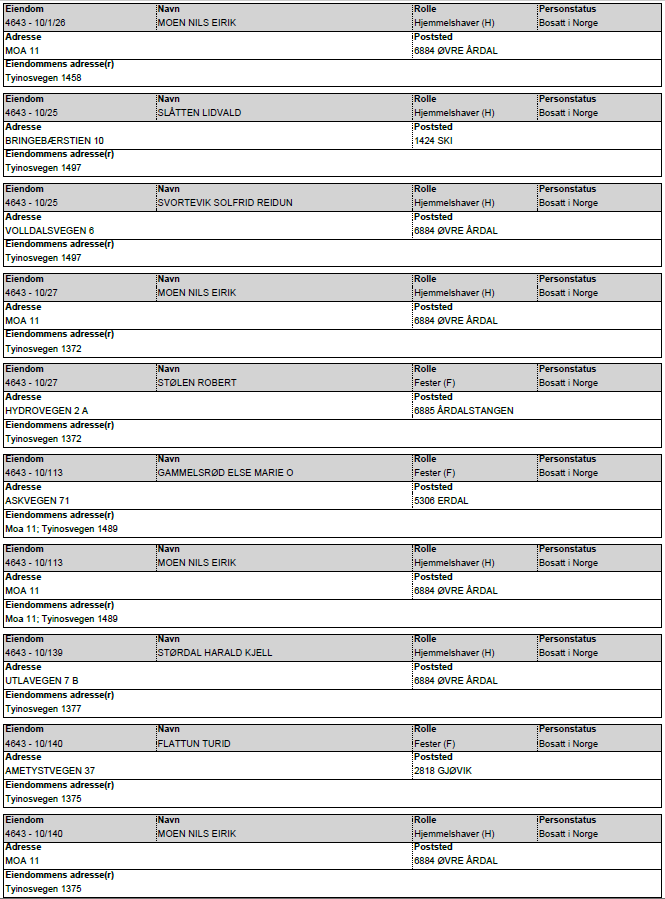 Eiendom Navn Rolle Personstatus
4643 - 10/1/26 MOEN NILS EIRIK Hjemmelshaver (H) Bosatt i Norge
Adresse Poststed
MOA 11 6884 ØVRE ÅRDAL
Eiendommens adresse(r)
Tyinosvegen 1458
Eiendom Navn Rolle Personstatus
4643 - 10/25 SLÅTTEN LIDVALD Hjemmelshaver (H) Bosatt i Norge
Adresse Poststed
BRINGEBÆRSTIEN 10 1424 SKI
Eiendommens adresse(r)
Tyinosvegen 1497
Eiendom Navn Rolle Personstatus
4643 - 10/25 SVORTEVIK SOLFRID REIDUN Hjemmelshaver (H) Bosatt i Norge
Adresse Poststed
VOLLDALSVEGEN 6 6884 ØVRE ÅRDAL
Eiendommens adresse(r)
Tyinosvegen 1497
Eiendom Navn Rolle Personstatus
4643 - 10/27 MOEN NILS EIRIK Hjemmelshaver (H) Bosatt i Norge
Adresse Poststed
MOA 11 6884 ØVRE ÅRDAL
Eiendommens adresse(r)
Tyinosvegen 1372
Eiendom Navn Rolle Personstatus
4643 - 10/27 STØLEN ROBERT Fester (F) Bosatt i Norge
Adresse Poststed
HYDROVEGEN 2 A 6885 ÅRDALSTANGEN
Eiendommens adresse(r)
Tyinosvegen 1372
Eiendom Navn Rolle Personstatus
4643 - 10/113 GAMMELSRØD ELSE MARIE O Fester (F) Bosatt i Norge
Adresse Poststed
ASKVEGEN 71 5306 ERDAL
Eiendommens adresse(r)
Moa 11; Tyinosvegen 1489
Eiendom Navn Rolle Personstatus
4643 - 10/113 MOEN NILS EIRIK Hjemmelshaver (H) Bosatt i Norge
Adresse Poststed
MOA 11 6884 ØVRE ÅRDAL
Eiendommens adresse(r)
Moa 11; Tyinosvegen 1489
Eiendom Navn Rolle Personstatus
4643 - 10/139 STØRDAL HARALD KJELL Hjemmelshaver (H) Bosatt i Norge
Adresse Poststed
UTLAVEGEN 7 B 6884 ØVRE ÅRDAL
Eiendommens adresse(r)
Tyinosvegen 1377
Eiendom Navn Rolle Personstatus
4643 - 10/140 FLATTUN TURID Fester (F) Bosatt i Norge
Adresse Poststed
AMETYSTVEGEN 37 2818 GJØVIK
Eiendommens adresse(r)
Tyinosvegen 1375
Eiendom Navn Rolle Personstatus
4643 - 10/140 MOEN NILS EIRIK Hjemmelshaver (H) Bosatt i Norge
Adresse Poststed
MOA 11 6884 ØVRE ÅRDAL
Eiendommens adresse(r)
Tyinosvegen 1375